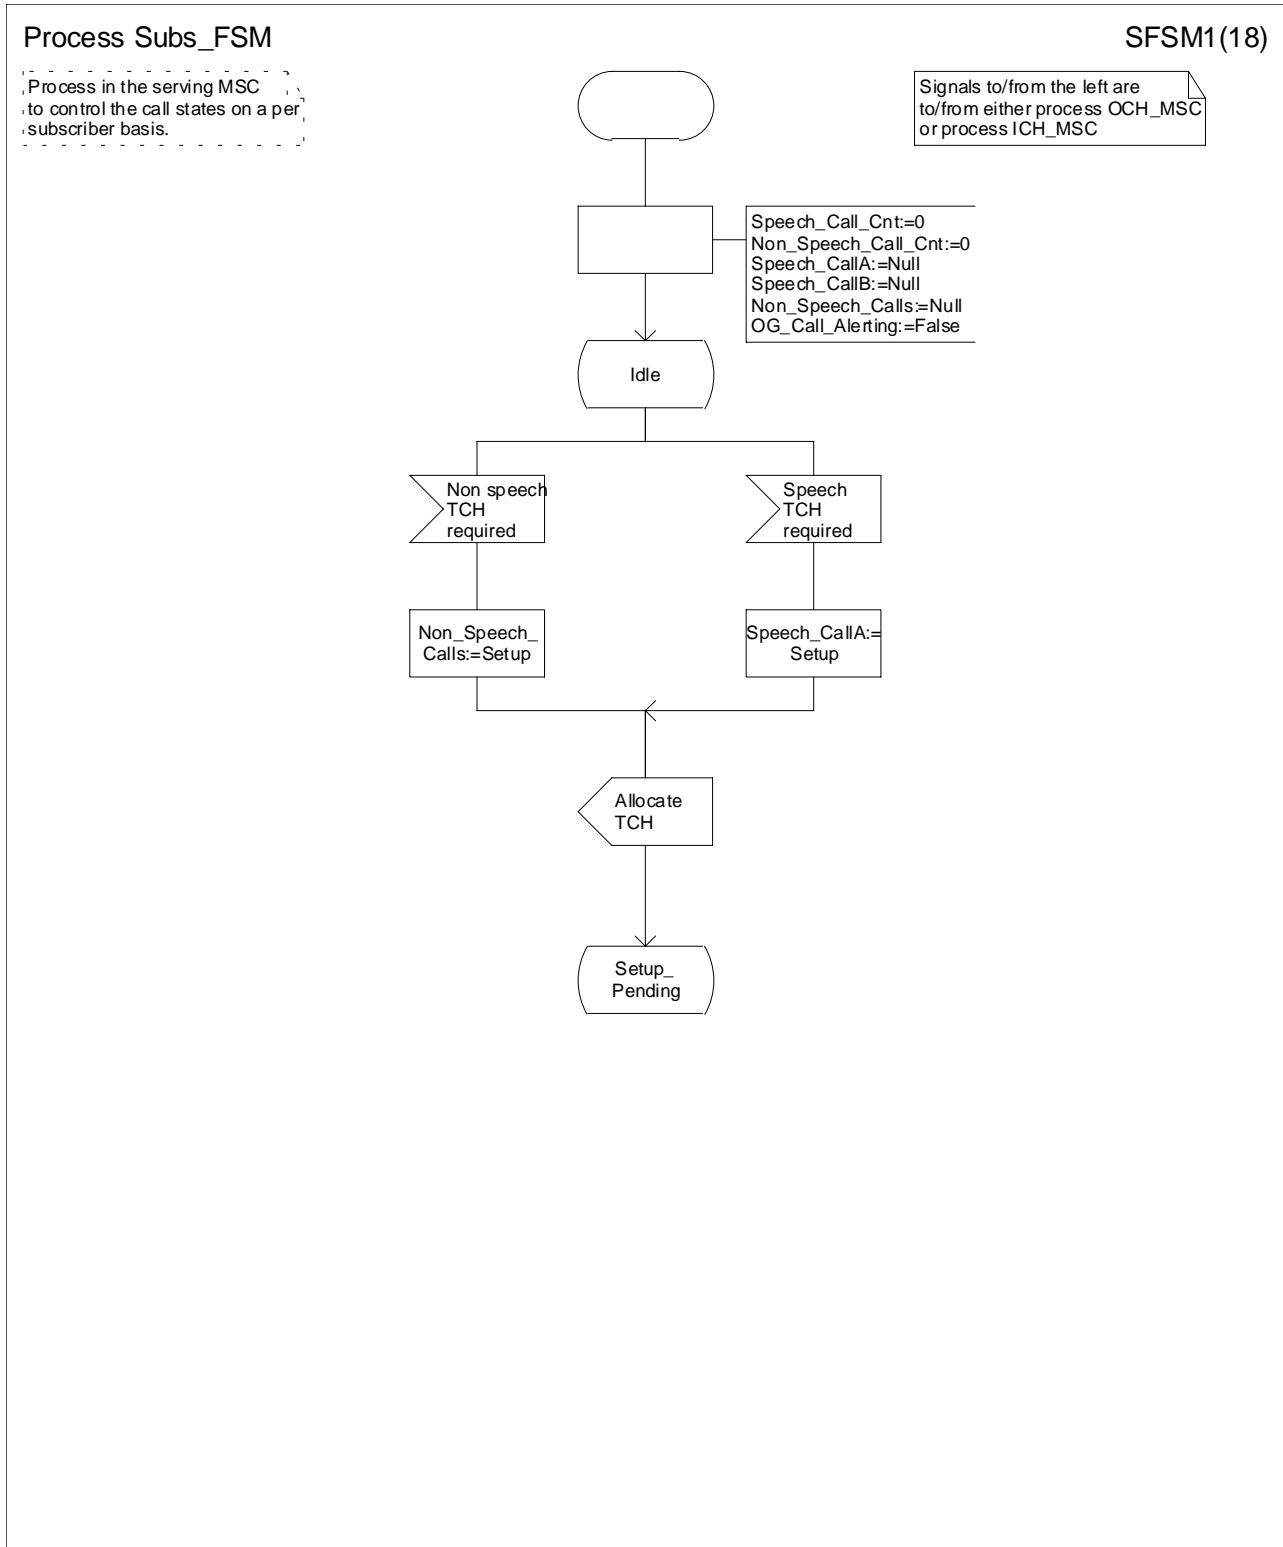 Process Subs_FSM
SFSM1(18)
Process in the serving MSC
to control the call states on a per
subscriber basis.
Signals to/from the left are
to/from either process OCH_MSC
or process ICH_MSC
Speech_Call_Cnt:=0
Non_Speech_Call_Cnt:=0
Speech_CallA:=Null
Speech_CallB:=Null
Non_Speech_Calls:=Null
OG_Call_Alerting:=False
Idle
Non speech
TCH
required
Speech
TCH
required
Non_Speech_
Calls:=Setup
Speech_CallA:=
Setup
Allocate
TCH
Setup_
Pending